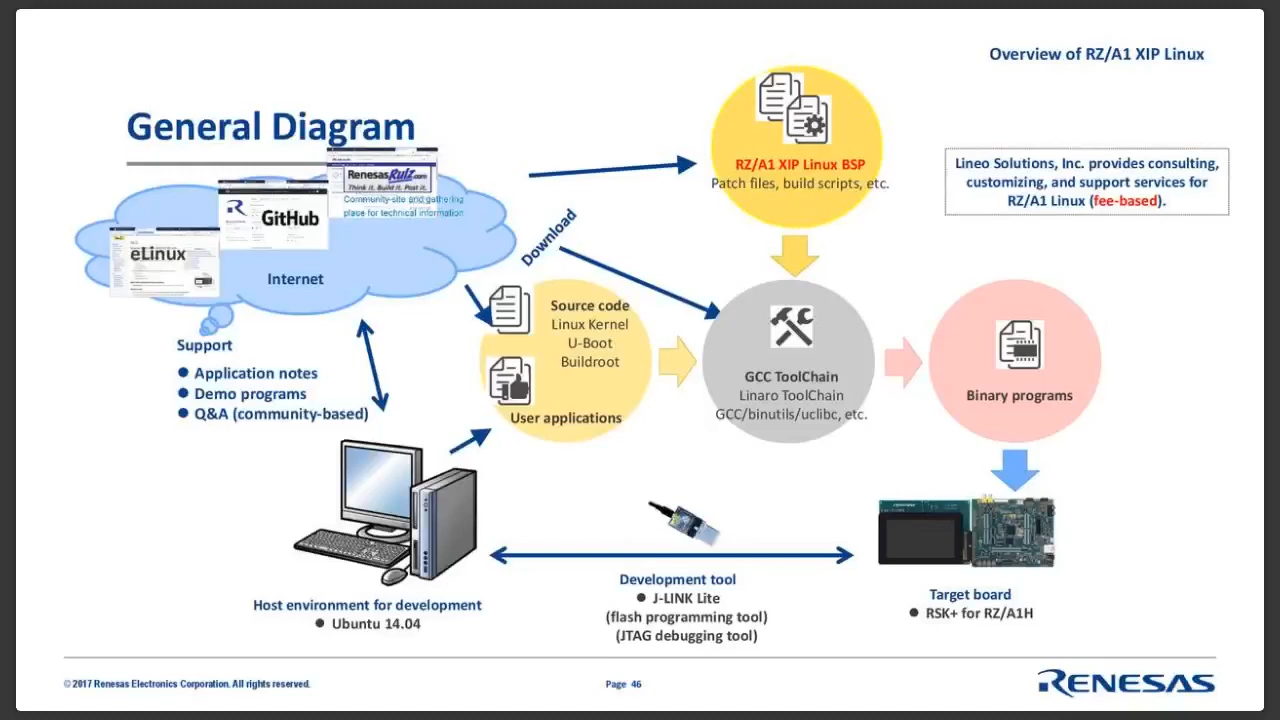 Overview of RZ/A1 XIP Linux
General Diagram
RenesasRulz.com
Think it. Build it. Post it.
Community-site and gathering
place for technical information
GitHub
eLinux
Internet
Download
RZ/A1 XIP Linux BSP
Patch files, build scripts, etc.
Lineo Solutions, Inc. provides consulting,
customizing, and support services for
RZ/A1 Linux (fee-based).
Support
● Application notes
● Demo programs
● Q&A (community-based)
Source code
Linux Kernel
U-Boot
Buildroot
User applications
GCC ToolChain
Linaro ToolChain
GCC/binutils/uclibc, etc.
Binary programs
Host environment for development
● Ubuntu 14.04
Development tool
● J-LINK Lite
(flash programming tool)
(JTAG debugging tool)
Target board
● RSK+ for RZ/A1H
© 2017 Renesas Electronics Corporation. All rights reserved.
Page 46
RENESAS